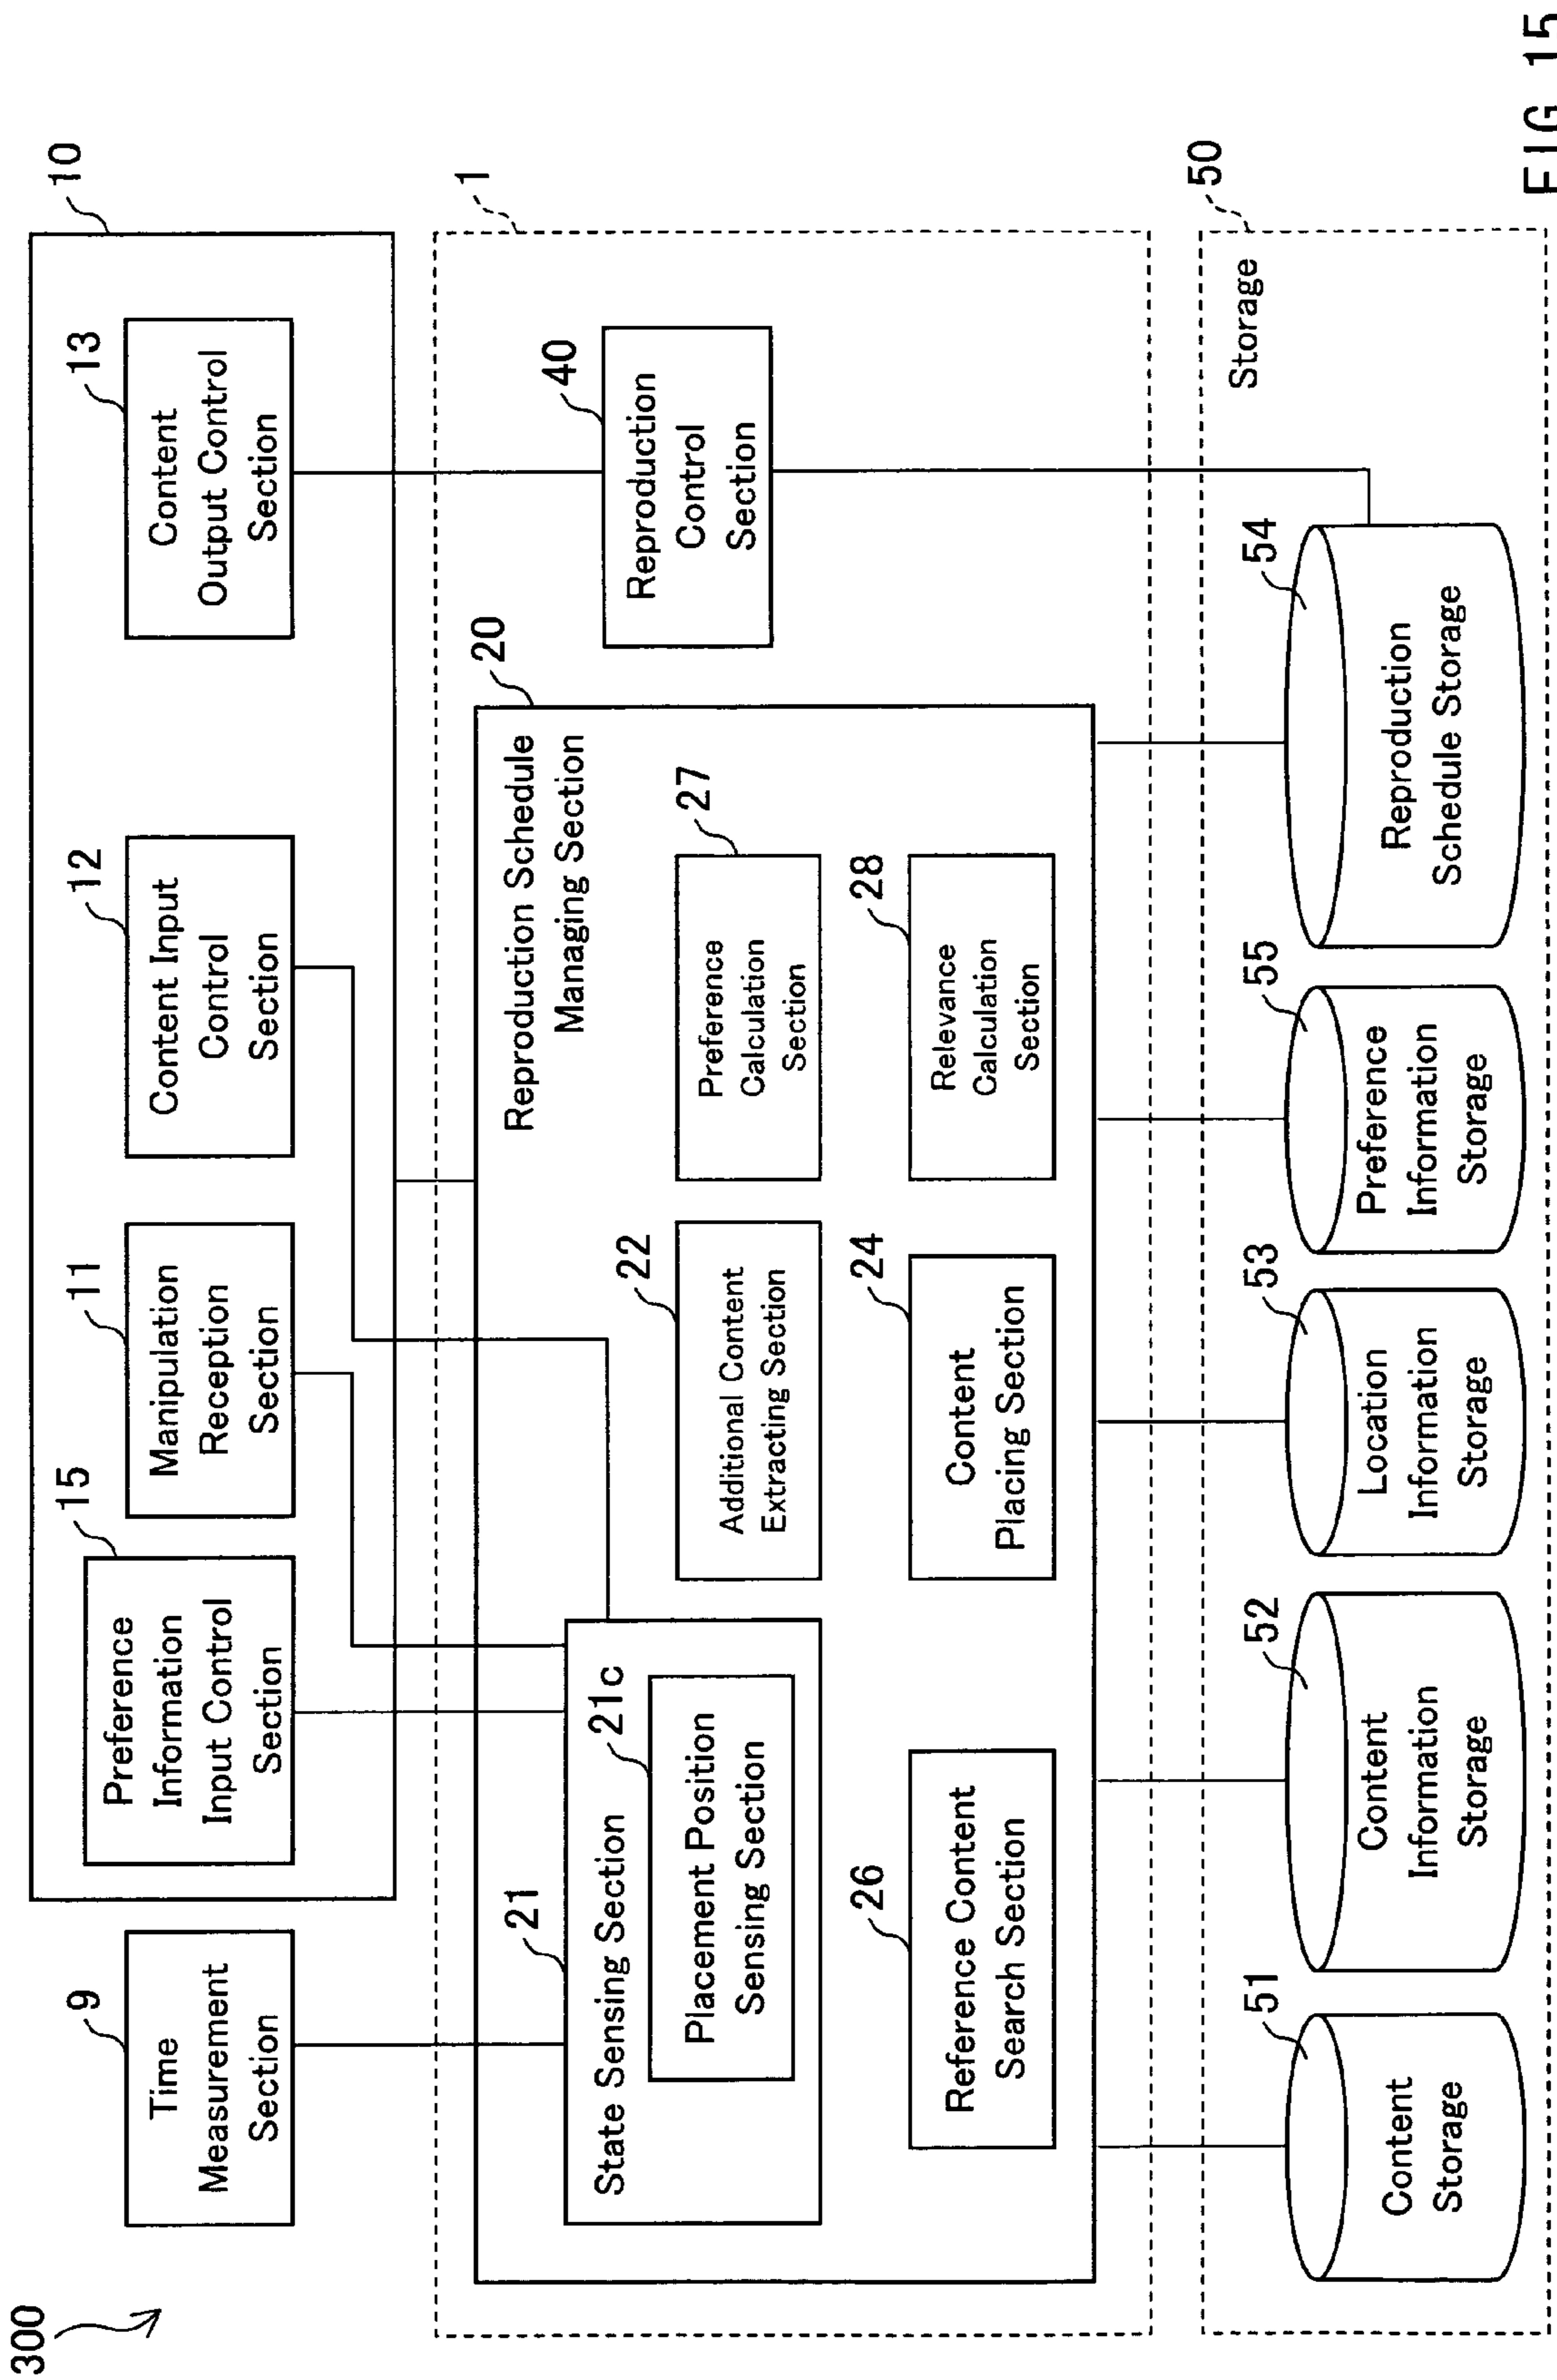 300
9
Time
Measurement
Section
10
15
Preference
Information
Input Control
Section
11
Manipulation
Reception
Section
12
Content Input
Control
Section
13
Content
Output Control
Section
1
20
Reproduction Schedule
Managing Section
21
State Sensing Section
21c
Placement Position
Sensing Section
22
Additional Content
Extracting Section
27
Preference
Calculation
Section
26
Reference Content
Search Section
24
Content
Placing Section
28
Relevance
Calculation
Section
40
Reproduction
Control
Section
50
Storage
51
Content
Storage
52
Content
Information
Storage
53
Location
Information
Storage
55
Preference
Information
Storage
54
Reproduction
Schedule Storage
FIG. 15